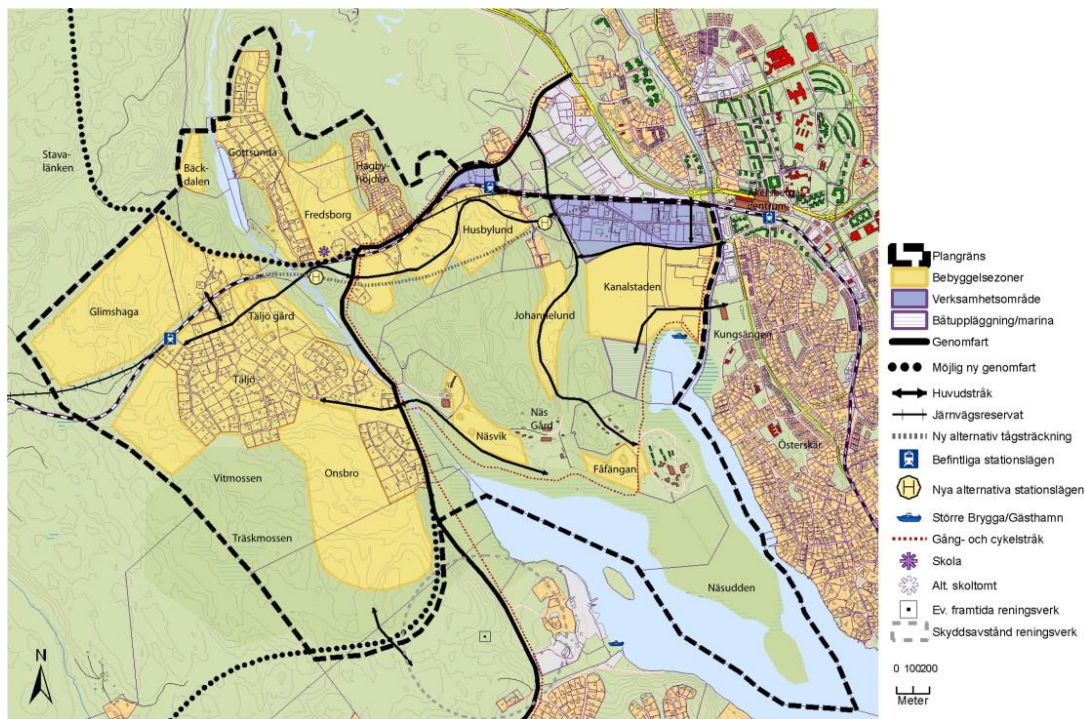 Stava-
länken
Bäck-
dalen
Gottsunda
Hagby-
höjden
Fredsborg
Husbylund
Åkersberga
centrum
Glimshaga
Täljö gård
Täljö
Johannelund
Kanalstaden
Kungsängen
Näs
Gård
Näsvik
Fåfängan
Österskär
Vitmossen
Onsbro
Träskmossen
Näsudden
H
H
N
Plangräns
Bebyggelsezoner
Verksamhetsområde
Båtuppläggning/marina
Genomfart
Möjlig ny genomfart
Huvudstråk
Järnvägsreservat
Ny alternativ tågsträckning
Befintliga stationslägen
H
Nya alternativa stationslägen
Större Brygga/Gästhamn
Gång- och cykelstråk
Skola
Alt. skoltomt
Ev. framtida reningsverk
Skyddsavstånd reningsverk
0 100200
Meter